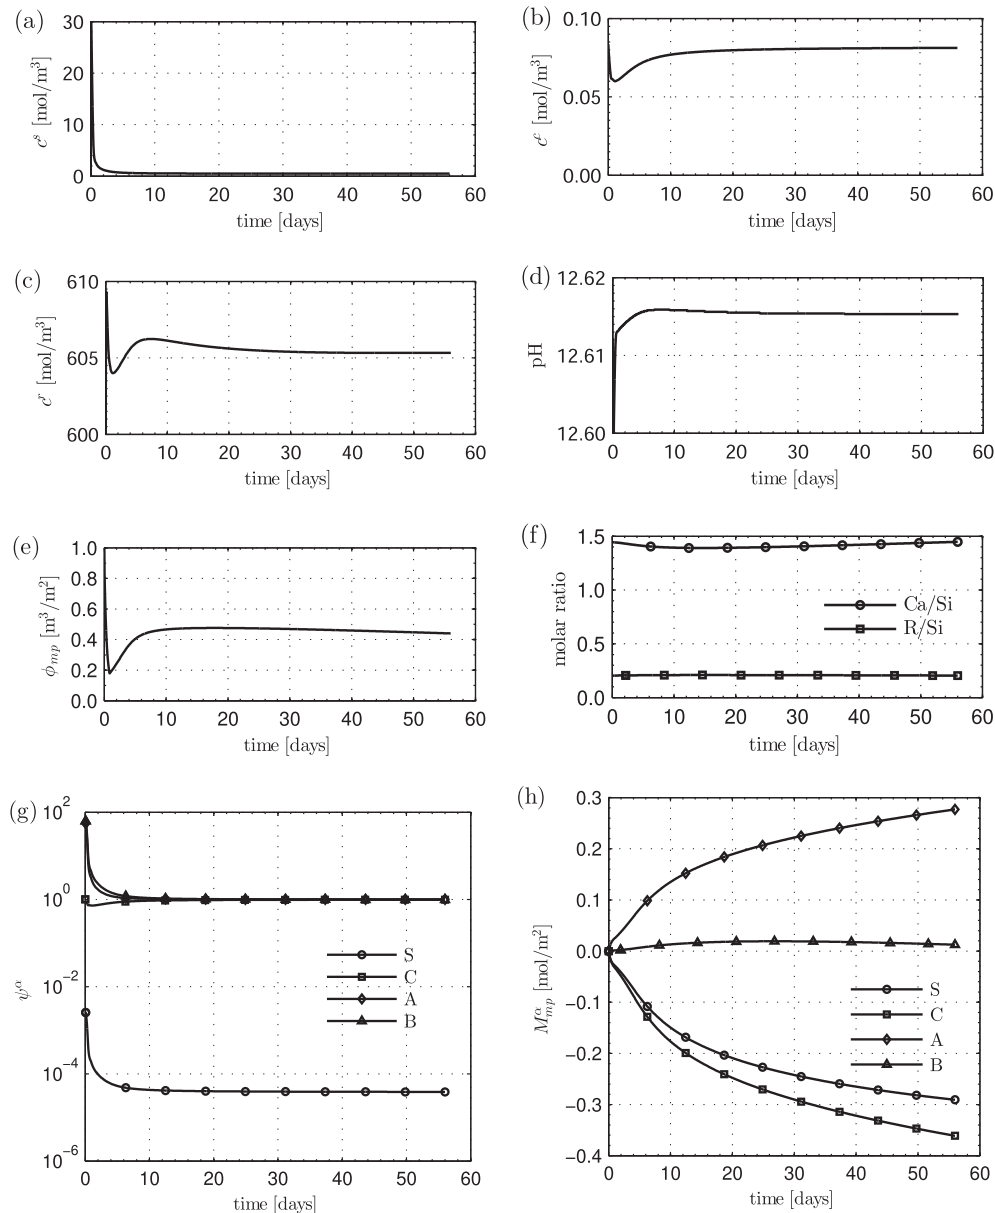 (a)
30
20
10
0
c^s [mol/m^3]
0 10 20 30 40 50 60
time [days]
(b)
0.10
0.05
0.00
c^c [mol/m^3]
0 10 20 30 40 50 60
time [days]
(c)
610
605
600
c^r [mol/m^3]
0 10 20 30 40 50 60
time [days]
(d)
12.62
12.61
12.60
pH
0 10 20 30 40 50 60
time [days]
(e)
1.0
0.8
0.6
0.4
0.2
0.0
ϕ_mp [m^3/m^2]
0 10 20 30 40 50 60
time [days]
(f)
1.5
1.0
0.5
0.0
molar ratio
Ca/Si
R/Si
0 10 20 30 40 50 60
time [days]
(g)
10^2
10^0
10^−2
10^−4
10^−6
ψ^α
S
C
A
B
0 10 20 30 40 50 60
time [days]
(h)
0.3
0.2
0.1
0.0
−0.1
−0.2
−0.3
−0.4
M^α_mp [mol/m^2]
S
C
A
B
0 10 20 30 40 50 60
time [days]